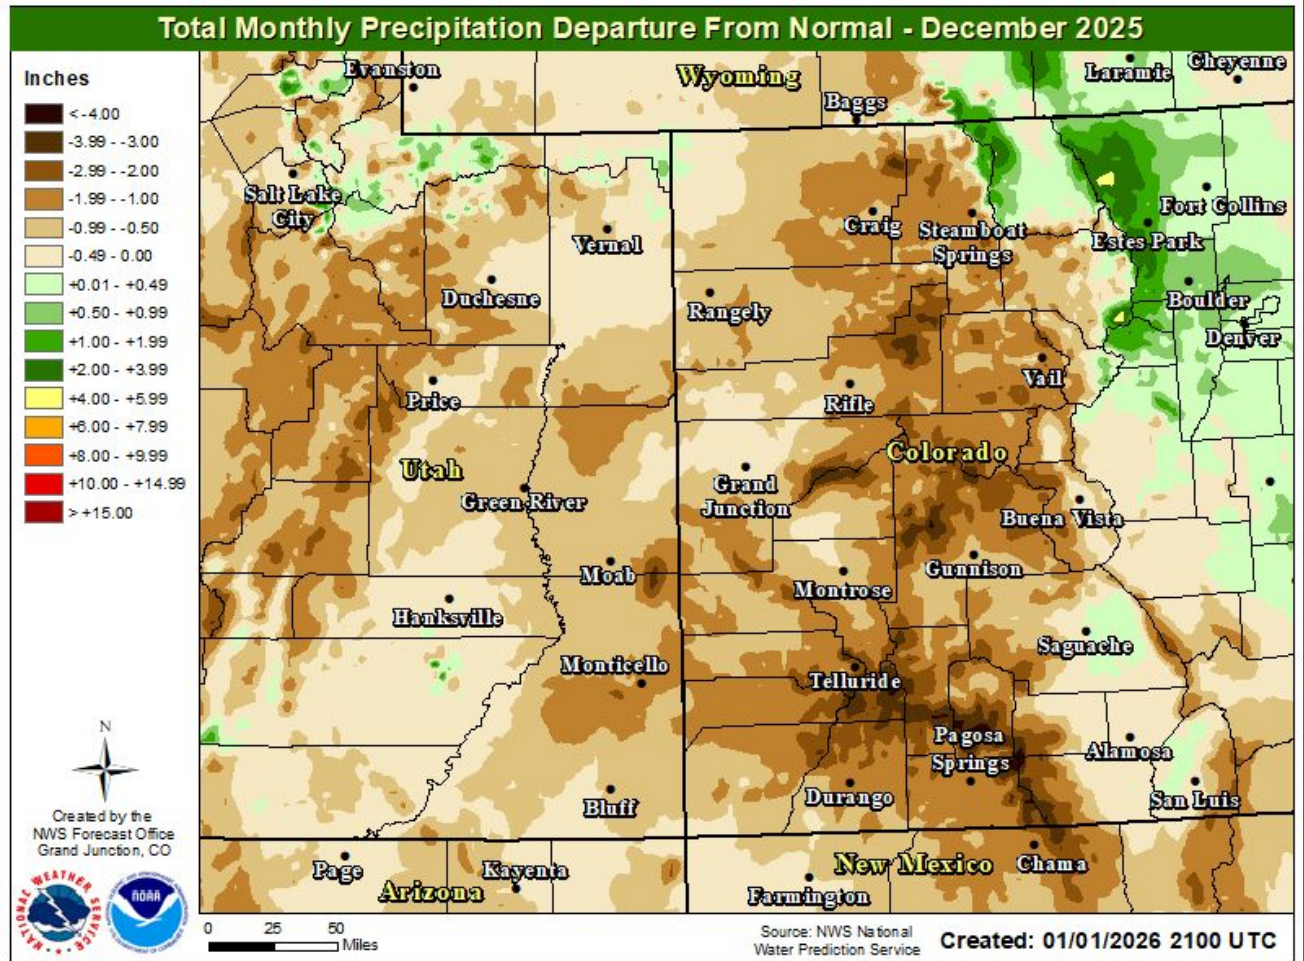 Total Monthly Precipitation Departure From Normal - December 2025
Inches
< -4.00
-3.99 - -3.00
-2.99 - -2.00
-1.99 - -1.00
-0.99 - -0.50
-0.49 - 0.00
+0.01 - +0.49
+0.50 - +0.99
+1.00 - +1.99
+2.00 - +3.99
+4.00 - +5.99
+6.00 - +7.99
+8.00 - +9.99
+10.00 - +14.99
> +15.00
Evanston
Wyoming
Laramie
Cheyenne
Baggs
Salt Lake
City
Vernal
Craig
Steamboat
Springs
Fort Collins
Estes Park
Duchesne
Rangely
Boulder
Denver
Vail
Price
Rifle
Utah
Colorado
Green River
Grand
Junction
Buena Vista
Moab
Gunnison
Montrose
Hanksville
Saguache
Monticello
Telluride
Pagosa
Springs
Alamosa
Bluff
Durango
San Luis
Page
Kayenta
Arizona
New Mexico
Chama
Farmington
N
Created by the
NWS Forecast Office
Grand Junction, CO
NATIONAL WEATHER SERVICE
NOAA
0 25 50
Miles
Source: NWS National
Water Prediction Service
Created: 01/01/2026 2100 UTC